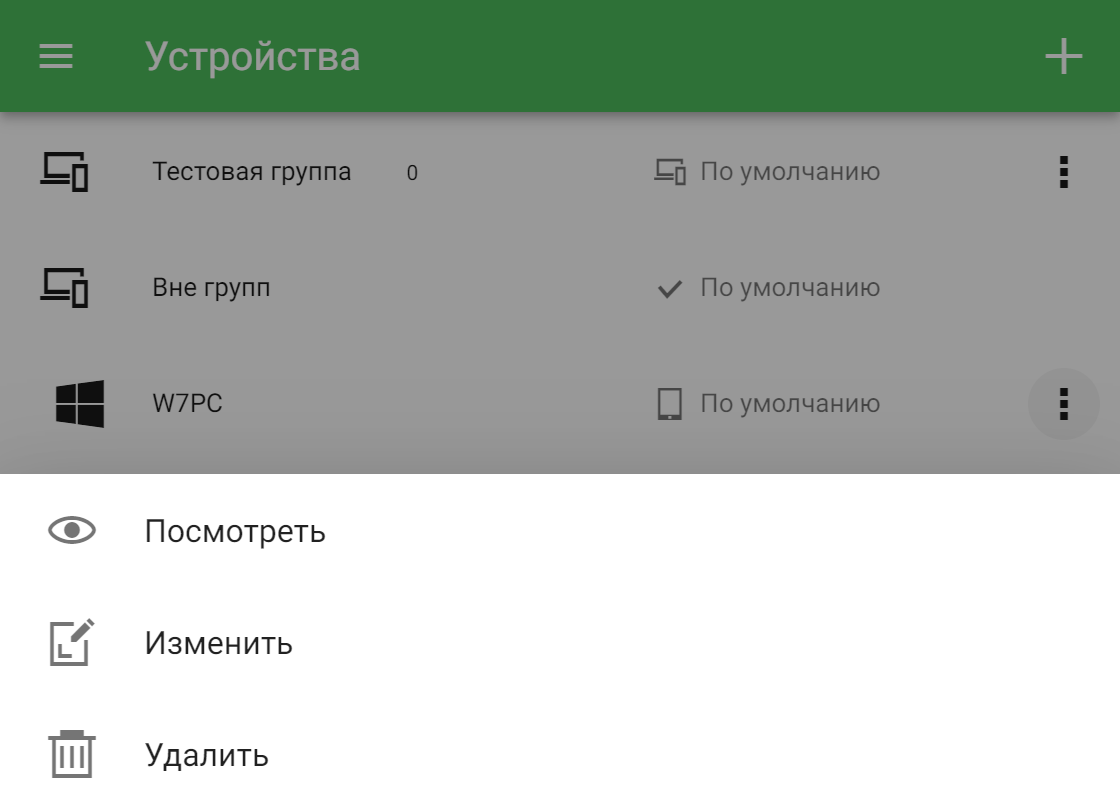 Устройства
Тестовая группа 0 По умолчанию
Вне групп По умолчанию
W7PC По умолчанию
Посмотреть
Изменить
Удалить